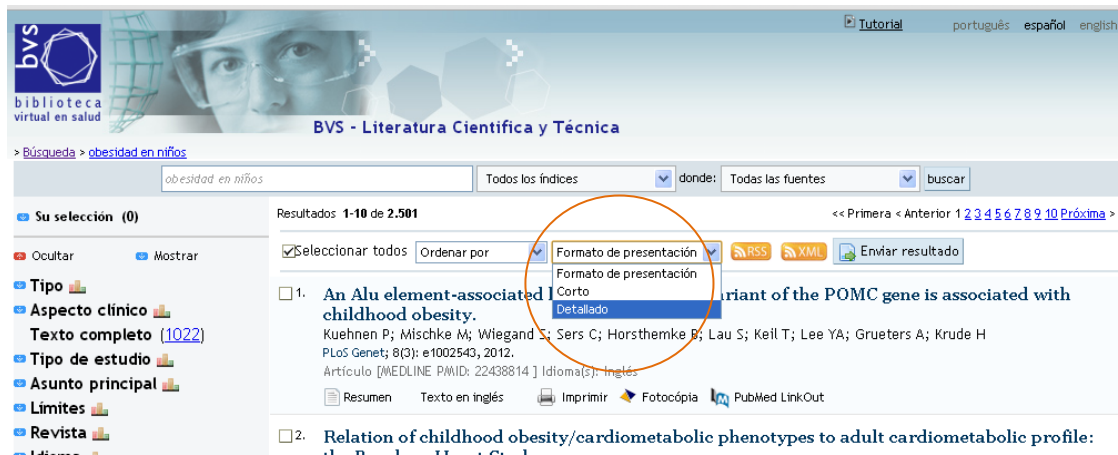 Tutorial português español english
bvs
biblioteca
virtual en salud
BVS - Literatura Científica y Técnica
> Búsqueda > obesidad en niños
obesidad en niños Todos los índices donde: Todas las fuentes buscar
Su selección (0)
Resultados 1-10 de 2.501 << Primera < Anterior 1 2 3 4 5 6 7 8 9 10 Próxima >
Ocultar Mostrar
Seleccionar todos Ordenar por Formato de presentación RSS XML Enviar resultado
Formato de presentación
Corto
Detallado
Tipo
Aspecto clínico
Texto completo (1022)
Tipo de estudio
Asunto principal
Límites
Revista
1. An Alu element-associated riant of the POMC gene is associated with
childhood obesity.
Kuehnen P; Mischke M; Wiegand S; Sers C; Horsthemke B; Lau S; Keil T; Lee YA; Grueters A; Krude H
PLoS Genet; 8(3): e1002543, 2012.
Artículo [MEDLINE PMID: 22438814 ] Idioma(s): Inglés
Resumen Texto en inglés Imprimir Fotocópia PubMed LinkOut
2. Relation of childhood obesity/cardiometabolic phenotypes to adult cardiometabolic profile: